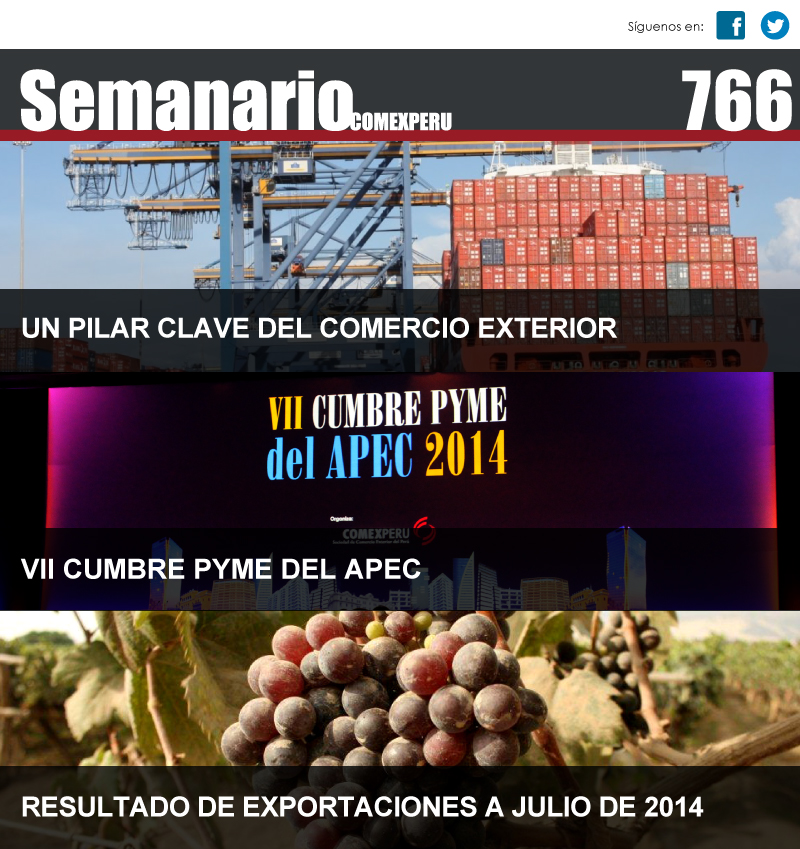 Síguenos en:
Semanario COMEXPERU 766
UN PILAR CLAVE DEL COMERCIO EXTERIOR
VII CUMBRE PYME
del APEC 2014
Organiza:
COMEXPERU
Sociedad de Comercio Exterior del Perú
VII CUMBRE PYME DEL APEC
RESULTADO DE EXPORTACIONES A JULIO DE 2014